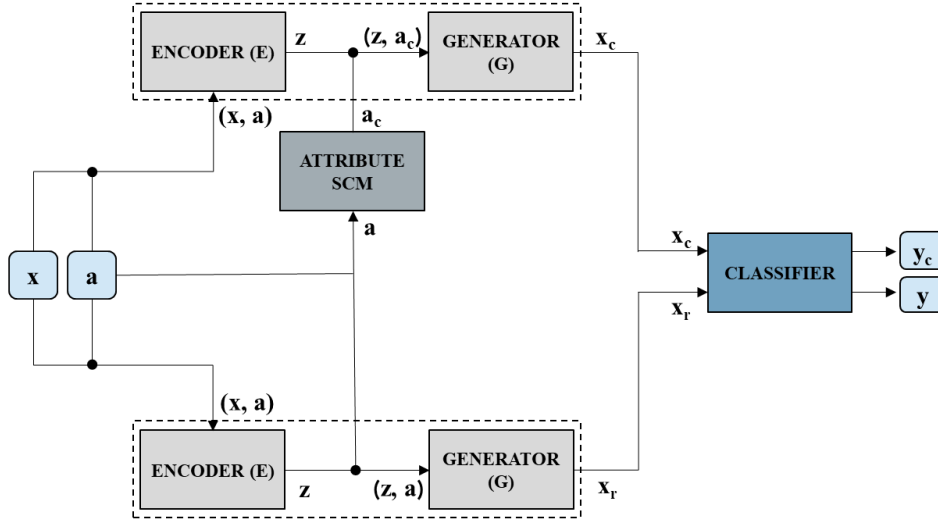 ENCODER (E)
z
(z, a_c)
GENERATOR
(G)
x_c
(x, a)
a_c
ATTRIBUTE
SCM
a
x
a
x_c
CLASSIFIER
y_c
y
x_r
(x, a)
ENCODER (E)
z
(z, a)
GENERATOR
(G)
x_r